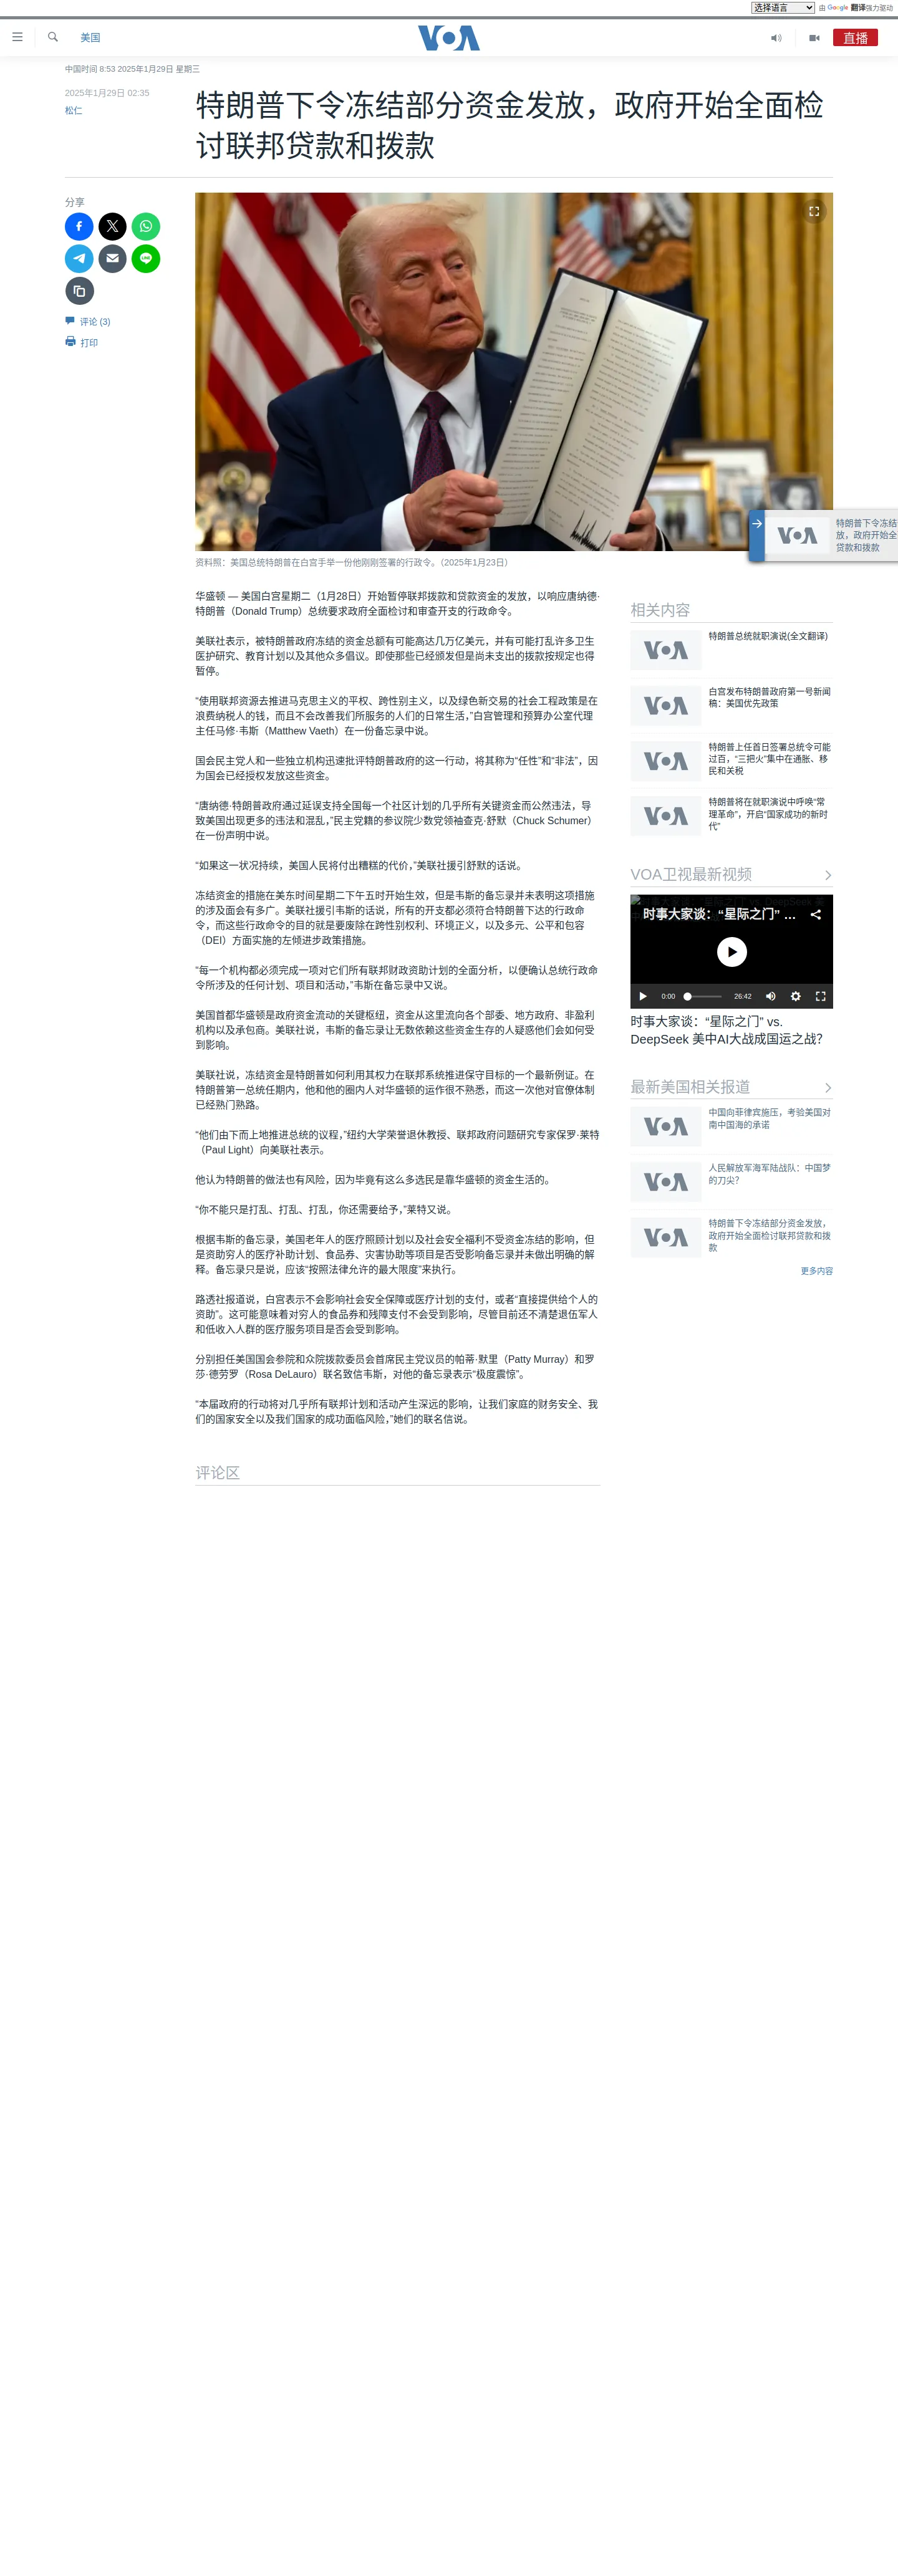 选择语言
由 Google 翻译强力驱动
美国
VOA
直播
中国时间 8:53 2025年1月29日 星期三
2025年1月29日 02:35
松仁
特朗普下令冻结部分资金发放，政府开始全面检
讨联邦贷款和拨款
分享
评论 (3)
打印
资料照：美国总统特朗普在白宫手举一份他刚刚签署的行政令。（2025年1月23日）
特朗普下令冻结
放，政府开始全
贷款和拨款
华盛顿 — 美国白宫星期二（1月28日）开始暂停联邦拨款和贷款资金的发放，以响应唐纳德·
特朗普（Donald Trump）总统要求政府全面检讨和审查开支的行政命令。
美联社表示，被特朗普政府冻结的资金总额有可能高达几万亿美元，并有可能打乱许多卫生
医护研究、教育计划以及其他众多倡议。即使那些已经颁发但是尚未支出的拨款按规定也得
暂停。
“使用联邦资源去推进马克思主义的平权、跨性别主义，以及绿色新交易的社会工程政策是在
浪费纳税人的钱，而且不会改善我们所服务的人们的日常生活，”白宫管理和预算办公室代理
主任马修·韦斯（Matthew Vaeth）在一份备忘录中说。
国会民主党人和一些独立机构迅速批评特朗普政府的这一行动，将其称为“任性”和“非法”，因
为国会已经授权发放这些资金。
“唐纳德·特朗普政府通过延误支持全国每一个社区计划的几乎所有关键资金而公然违法，导
致美国出现更多的违法和混乱，”民主党籍的参议院少数党领袖查克·舒默（Chuck Schumer）
在一份声明中说。
“如果这一状况持续，美国人民将付出糟糕的代价，”美联社援引舒默的话说。
冻结资金的措施在美东时间星期二下午五时开始生效，但是韦斯的备忘录并未表明这项措施
的涉及面会有多广。美联社援引韦斯的话说，所有的开支都必须符合特朗普下达的行政命
令，而这些行政命令的目的就是要废除在跨性别权利、环境正义，以及多元、公平和包容
（DEI）方面实施的左倾进步政策措施。
“每一个机构都必须完成一项对它们所有联邦财政资助计划的全面分析，以便确认总统行政命
令所涉及的任何计划、项目和活动，”韦斯在备忘录中又说。
美国首都华盛顿是政府资金流动的关键枢纽，资金从这里流向各个部委、地方政府、非盈利
机构以及承包商。美联社说，韦斯的备忘录让无数依赖这些资金生存的人疑惑他们会如何受
到影响。
美联社说，冻结资金是特朗普如何利用其权力在联邦系统推进保守目标的一个最新例证。在
特朗普第一总统任期内，他和他的圈内人对华盛顿的运作很不熟悉，而这一次他对官僚体制
已经熟门熟路。
“他们由下而上地推进总统的议程，”纽约大学荣誉退休教授、联邦政府问题研究专家保罗·莱特
（Paul Light）向美联社表示。
他认为特朗普的做法也有风险，因为毕竟有这么多选民是靠华盛顿的资金生活的。
“你不能只是打乱、打乱、打乱，你还需要给予，”莱特又说。
根据韦斯的备忘录，美国老年人的医疗照顾计划以及社会安全福利不受资金冻结的影响，但
是资助穷人的医疗补助计划、食品券、灾害协助等项目是否受影响备忘录并未做出明确的解
释。备忘录只是说，应该“按照法律允许的最大限度”来执行。
路透社报道说，白宫表示不会影响社会安全保障或医疗计划的支付，或者“直接提供给个人的
资助”。这可能意味着对穷人的食品券和残障支付不会受到影响，尽管目前还不清楚退伍军人
和低收入人群的医疗服务项目是否会受到影响。
分别担任美国国会参院和众院拨款委员会首席民主党议员的帕蒂·默里（Patty Murray）和罗
莎·德劳罗（Rosa DeLauro）联名致信韦斯，对他的备忘录表示“极度震惊”。
“本届政府的行动将对几乎所有联邦计划和活动产生深远的影响，让我们家庭的财务安全、我
们的国家安全以及我们国家的成功面临风险，”她们的联名信说。
评论区
相关内容
特朗普总统就职演说(全文翻译)
白宫发布特朗普政府第一号新闻
稿：美国优先政策
特朗普上任首日签署总统令可能
过百，“三把火”集中在通胀、移
民和关税
特朗普将在就职演说中呼唤“常
理革命”，开启“国家成功的新时
代”
VOA卫视最新视频
时事大家谈：“星际之门” ...
0:00
26:42
时事大家谈：“星际之门” vs.
DeepSeek 美中AI大战成国运之战？
最新美国相关报道
中国向菲律宾施压，考验美国对
南中国海的承诺
人民解放军海军陆战队：中国梦
的刀尖？
特朗普下令冻结部分资金发放，
政府开始全面检讨联邦贷款和拨
款
更多内容